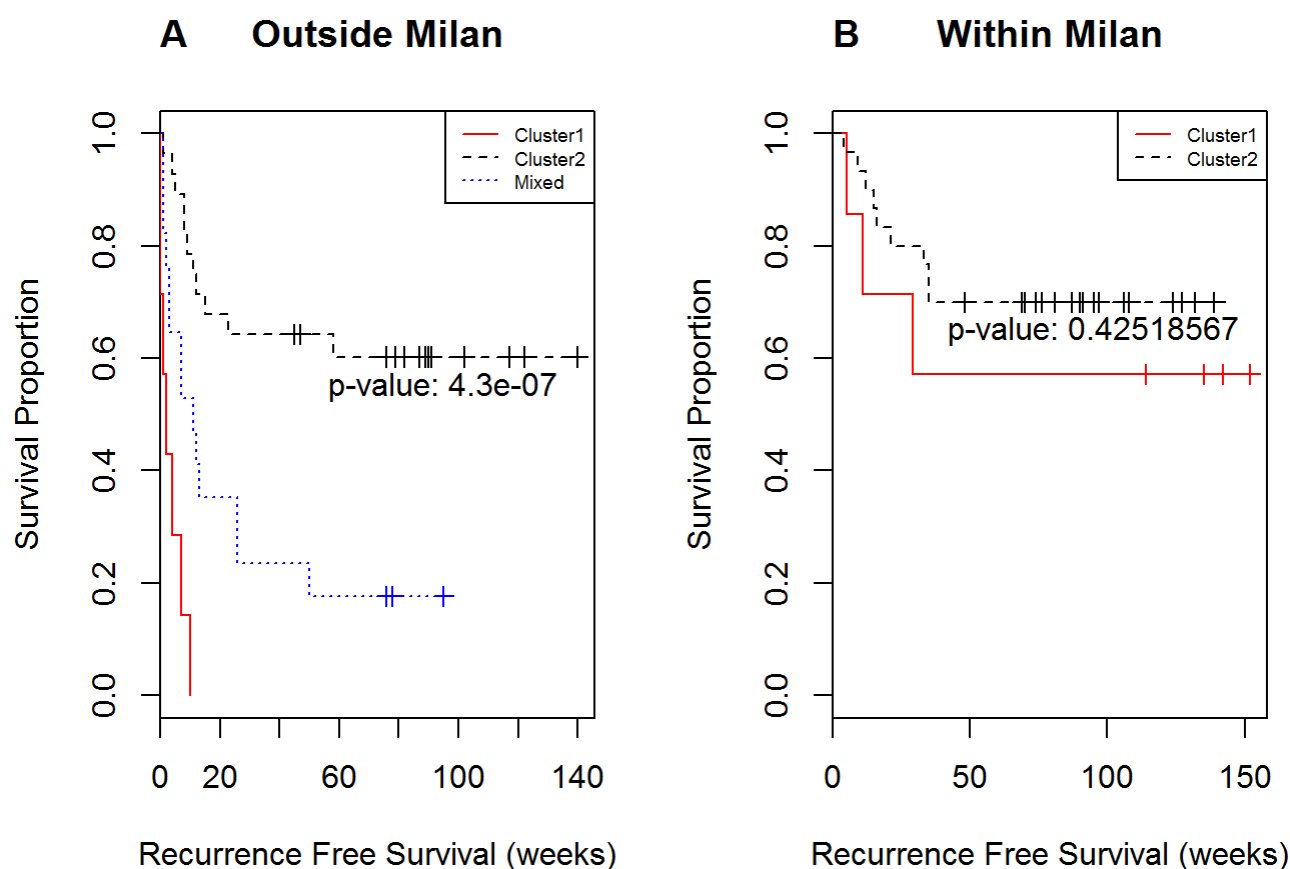 A Outside Milan
Cluster1
Cluster2
Mixed
p-value: 4.3e-07
Survival Proportion
1.0
0.8
0.6
0.4
0.2
0.0
0 20 60 100 140
Recurrence Free Survival (weeks)
B Within Milan
Cluster1
Cluster2
p-value: 0.42518567
Survival Proportion
1.0
0.8
0.6
0.4
0.2
0.0
0 50 100 150
Recurrence Free Survival (weeks)